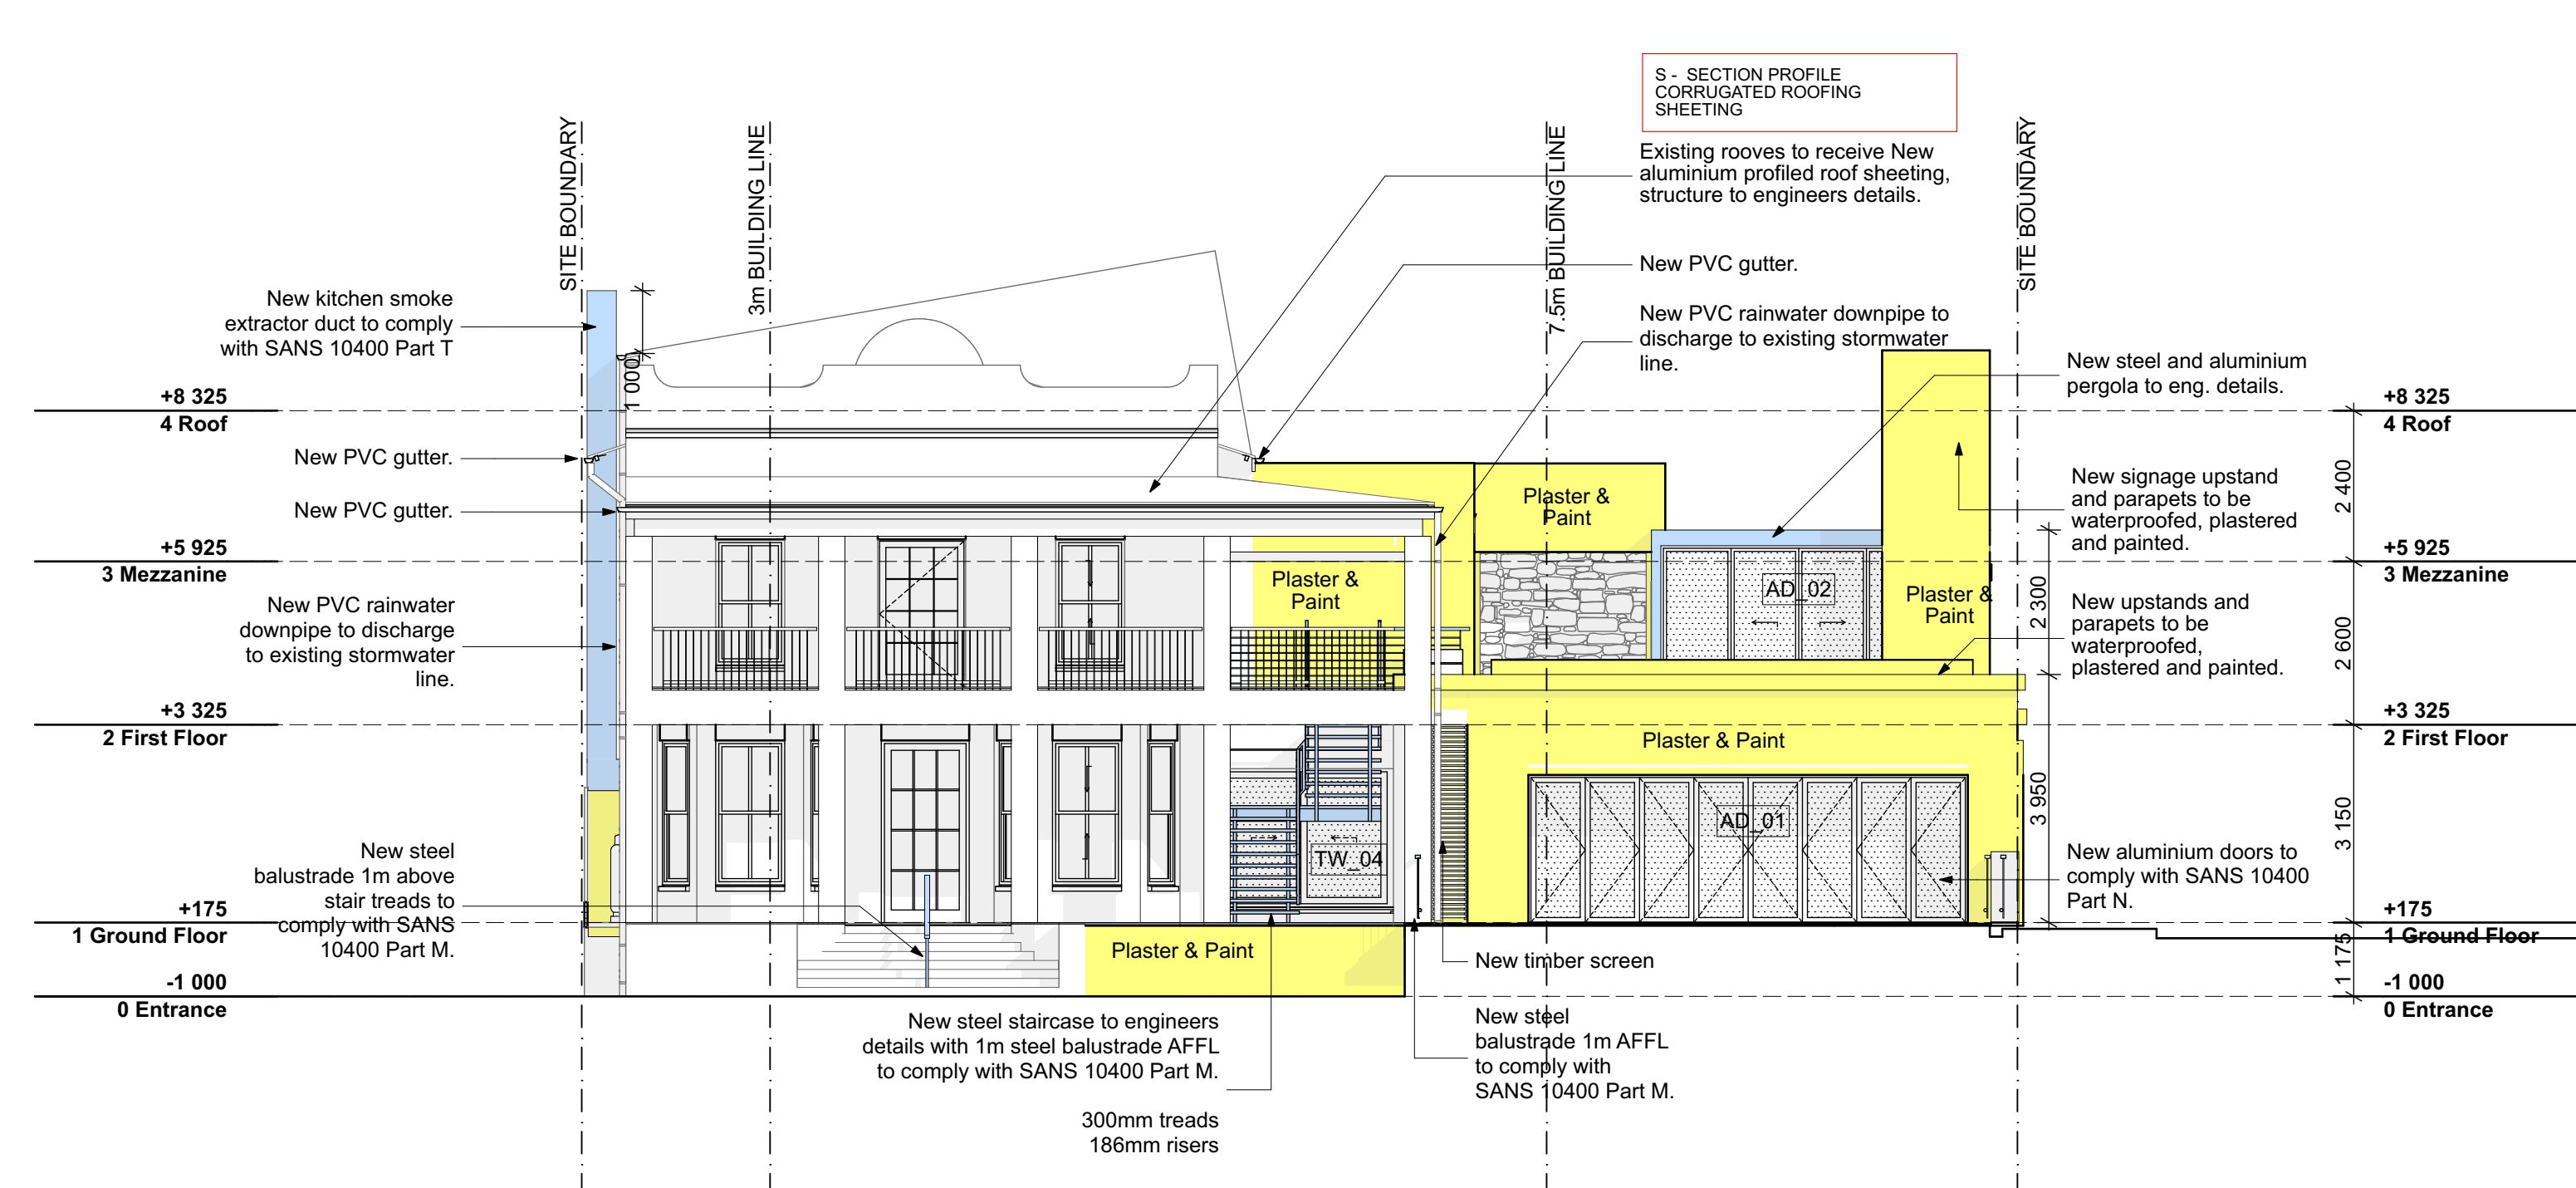 S - SECTION PROFILE
CORRUGATED ROOFING
SHEETING
SITE BOUNDARY
3m BUILDING LINE
7.5m BUILDING LINE
SITE BOUNDARY
Existing rooves to receive New
aluminium profiled roof sheeting,
structure to engineers details.
New PVC gutter.
New PVC rainwater downpipe to
discharge to existing stormwater
line.
New kitchen smoke
extractor duct to comply
with SANS 10400 Part T
1 000
New steel and aluminium
pergola to eng. details.
+8 325
4 Roof
+8 325
4 Roof
New PVC gutter.
New PVC gutter.
Plaster &
Paint
New signage upstand
and parapets to be
waterproofed, plastered
and painted.
2 400
+5 925
3 Mezzanine
+5 925
3 Mezzanine
Plaster &
Paint
AD_02
Plaster &
Paint
2 300
New PVC rainwater
downpipe to discharge
to existing stormwater
line.
New upstands and
parapets to be
waterproofed,
plastered and painted.
2 600
+3 325
2 First Floor
+3 325
2 First Floor
Plaster & Paint
3 950
3 150
AD_01
TW_04
New steel
balustrade 1m above
stair treads to
comply with SANS
10400 Part M.
New aluminium doors to
comply with SANS 10400
Part N.
+175
1 Ground Floor
+175
1 Ground Floor
Plaster & Paint
New timber screen
1 175
-1 000
0 Entrance
-1 000
0 Entrance
New steel staircase to engineers
details with 1m steel balustrade AFFL
to comply with SANS 10400 Part M.
300mm treads
186mm risers
New steel
balustrade 1m AFFL
to comply with
SANS 10400 Part M.